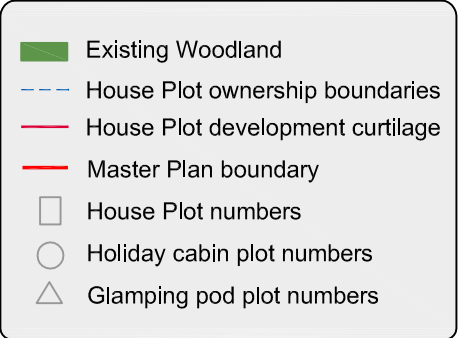 Existing Woodland
House Plot ownership boundaries
House Plot development curtilage
Master Plan boundary
House Plot numbers
Holiday cabin plot numbers
Glamping pod plot numbers